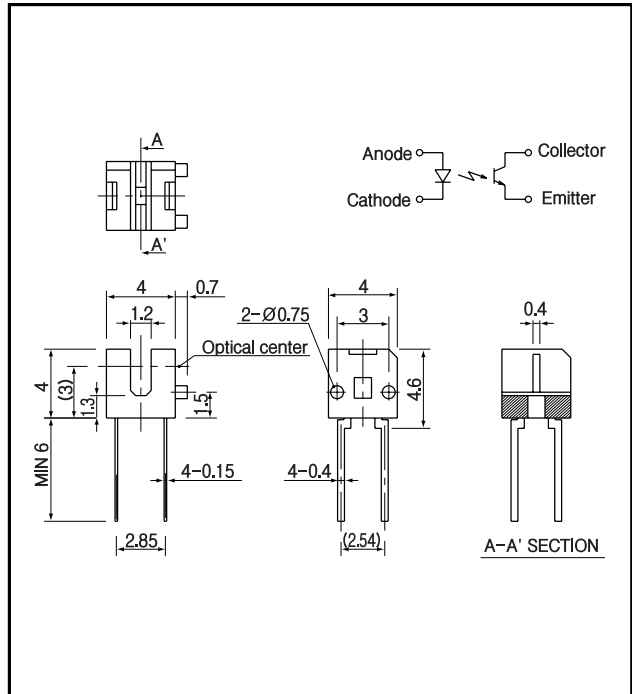 A
A'
Anode
Cathode
Collector
Emitter
4
0.7
1.2
Optical center
4
(3)
1.3
1.5
MIN 6
4-0.15
2.85
4
3
2-Ø0.75
4.6
4-0.4
(2.54)
0.4
A-A' SECTION